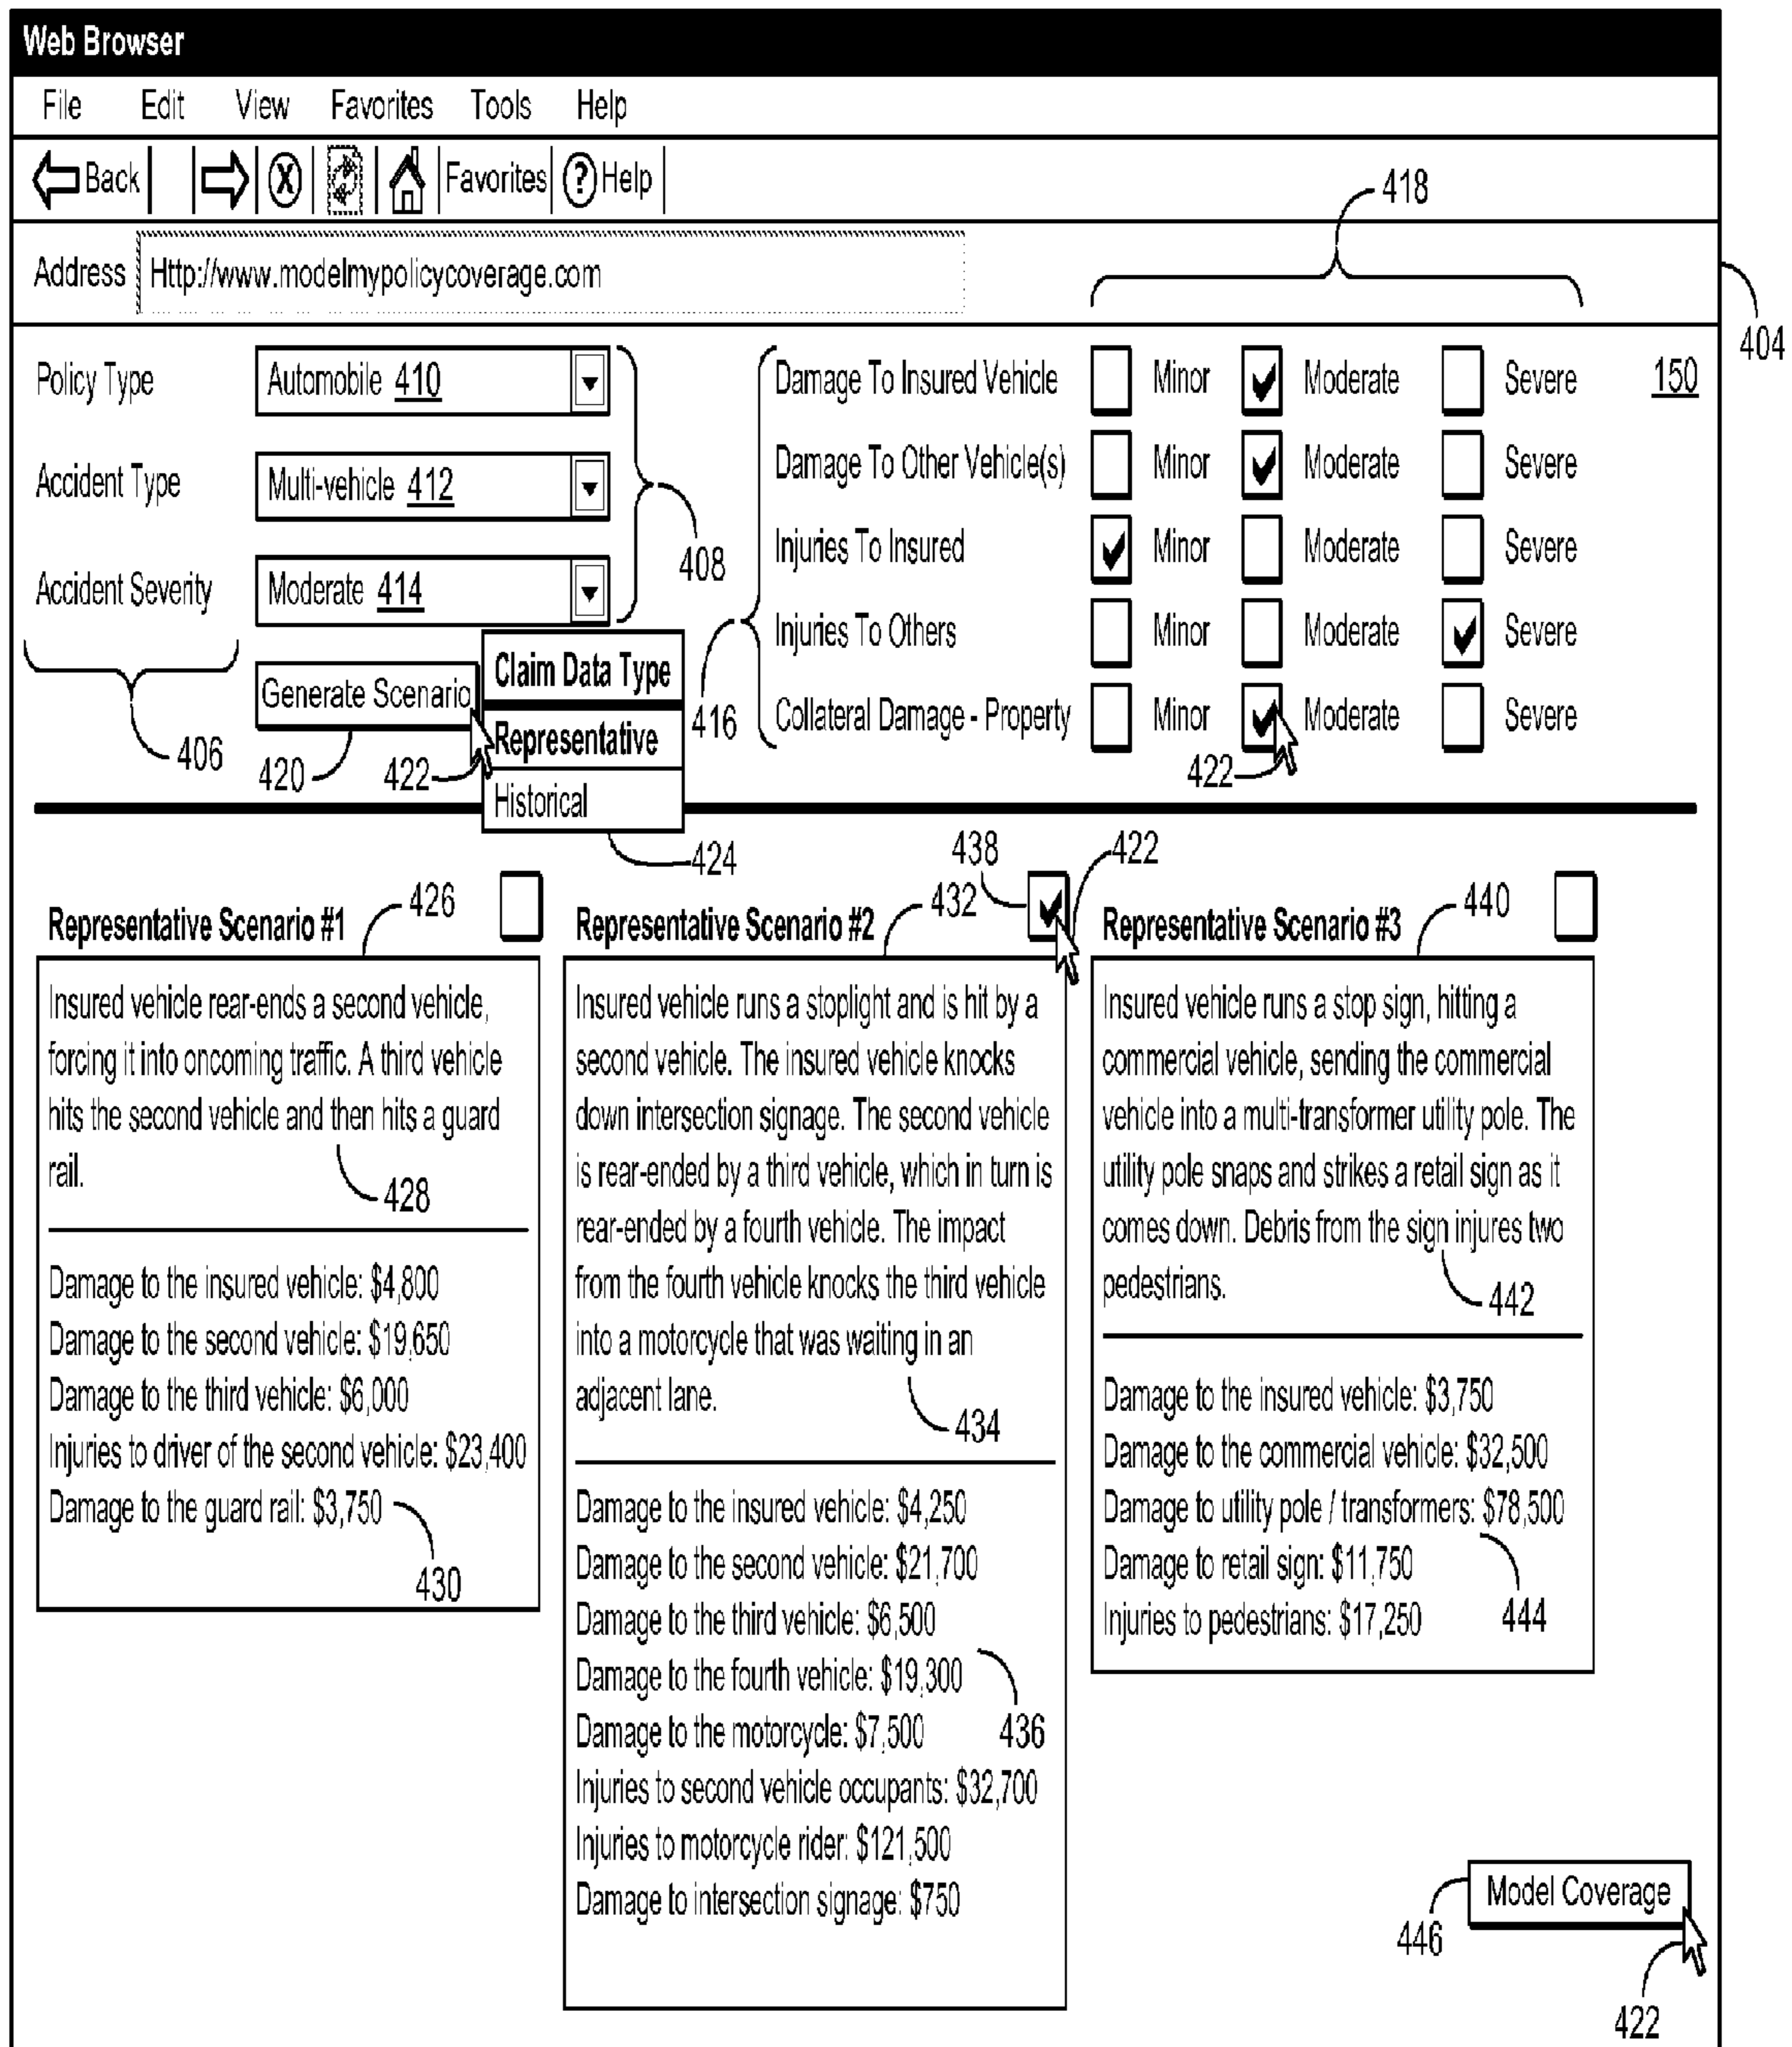 Web Browser
File Edit View Favorites Tools Help
Back X Favorites ? Help
418
Address Http://www.modelmypolicycoverage.com
404
150
Policy Type Automobile 410
Accident Type Multi-vehicle 412
Accident Severity Moderate 414
408
406
Generate Scenario
420
422
Claim Data Type
Representative
Historical
424
416
Damage To Insured Vehicle Minor Moderate Severe
Damage To Other Vehicle(s) Minor Moderate Severe
Injuries To Insured Minor Moderate Severe
Injuries To Others Minor Moderate Severe
Collateral Damage - Property Minor Moderate Severe
422
Representative Scenario #1
426
Insured vehicle rear-ends a second vehicle,
forcing it into oncoming traffic. A third vehicle
hits the second vehicle and then hits a guard
rail.
428
Damage to the insured vehicle: $4,800
Damage to the second vehicle: $19,650
Damage to the third vehicle: $6,000
Injuries to driver of the second vehicle: $23,400
Damage to the guard rail: $3,750
430
Representative Scenario #2
432
438
422
Insured vehicle runs a stoplight and is hit by a
second vehicle. The insured vehicle knocks
down intersection signage. The second vehicle
is rear-ended by a third vehicle, which in turn is
rear-ended by a fourth vehicle. The impact
from the fourth vehicle knocks the third vehicle
into a motorcycle that was waiting in an
adjacent lane.
434
Damage to the insured vehicle: $4,250
Damage to the second vehicle: $21,700
Damage to the third vehicle: $6,500
Damage to the fourth vehicle: $19,300
Damage to the motorcycle: $7,500
436
Injuries to second vehicle occupants: $32,700
Injuries to motorcycle rider: $121,500
Damage to intersection signage: $750
Representative Scenario #3
440
Insured vehicle runs a stop sign, hitting a
commercial vehicle, sending the commercial
vehicle into a multi-transformer utility pole. The
utility pole snaps and strikes a retail sign as it
comes down. Debris from the sign injures two
pedestrians.
442
Damage to the insured vehicle: $3,750
Damage to the commercial vehicle: $32,500
Damage to utility pole / transformers: $78,500
Damage to retail sign: $11,750
Injuries to pedestrians: $17,250
444
Model Coverage
446
422